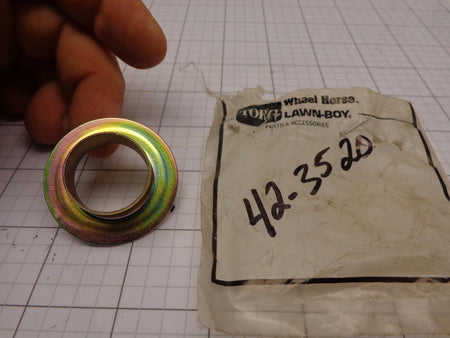 TORO
Wheel Horse.
LAWN-BOY.
PARTS & ACCESSORIES
42-3520